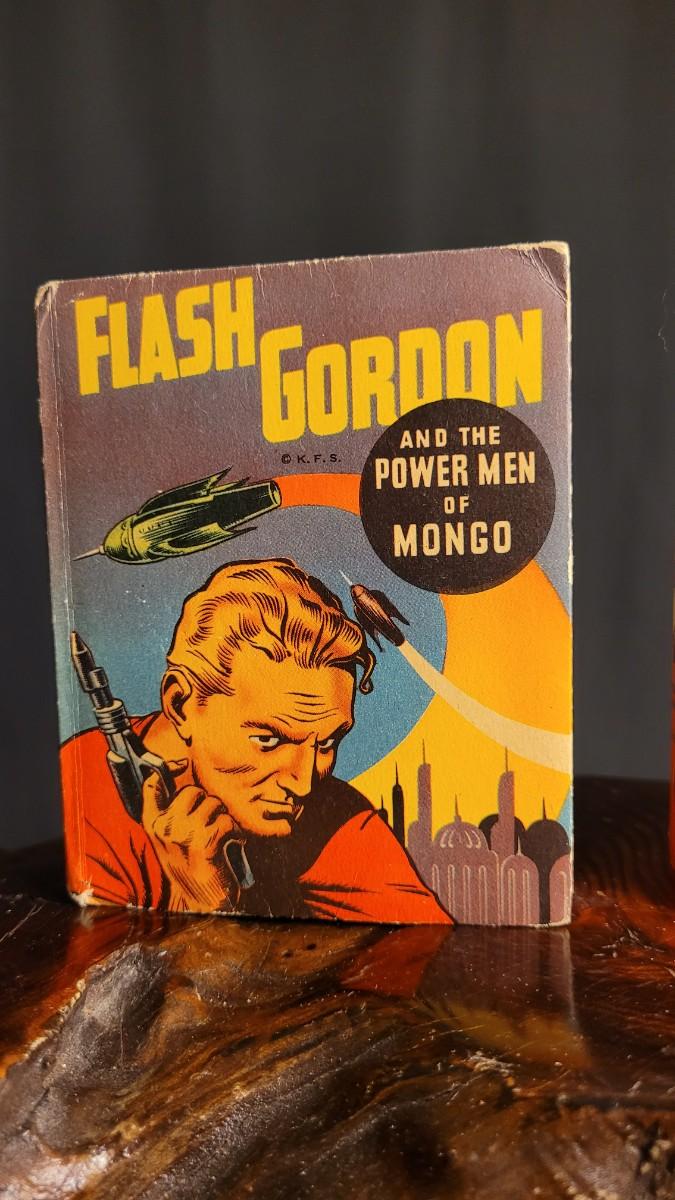 FLASH
GORDON
© K. F. S.
AND THE
POWER MEN
OF
MONGO